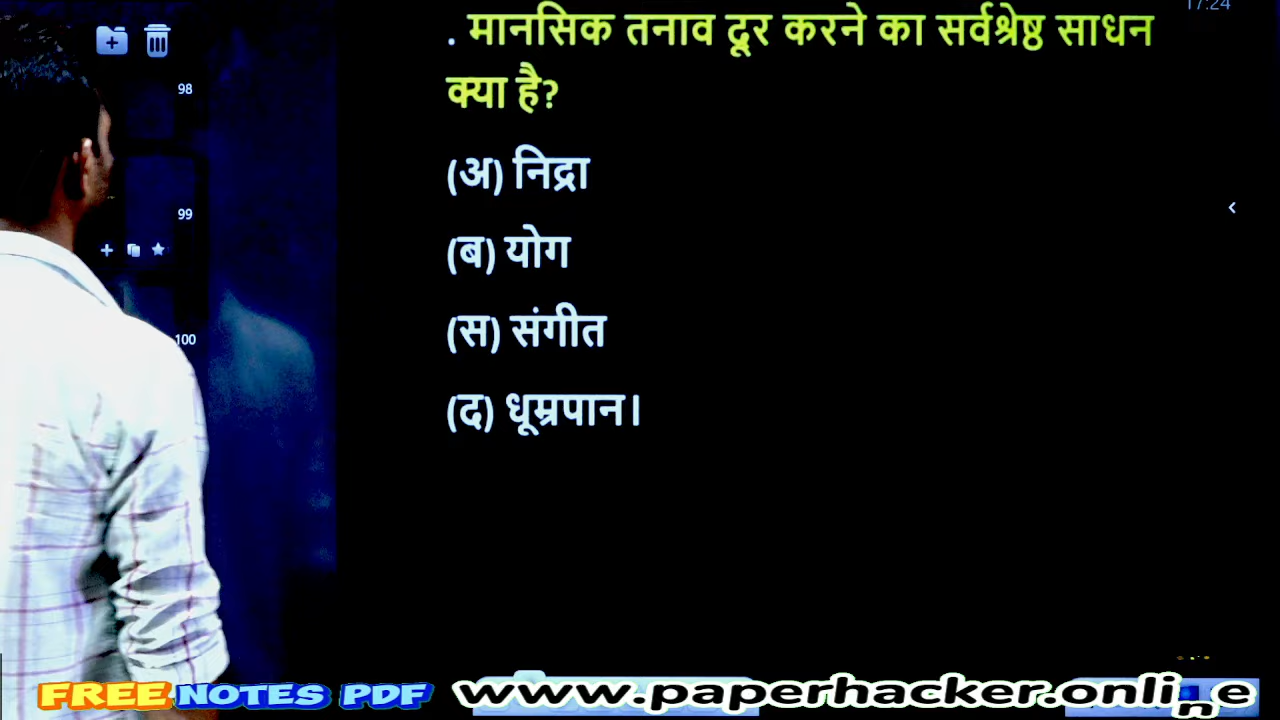 17:24
. मानसिक तनाव दूर करने का सर्वश्रेष्ठ साधन
क्या है?
98
(अ) निद्रा
99
(ब) योग
(स) संगीत
100
(द) धूम्रपान।
FREE NOTES PDF www.paperhacker.online